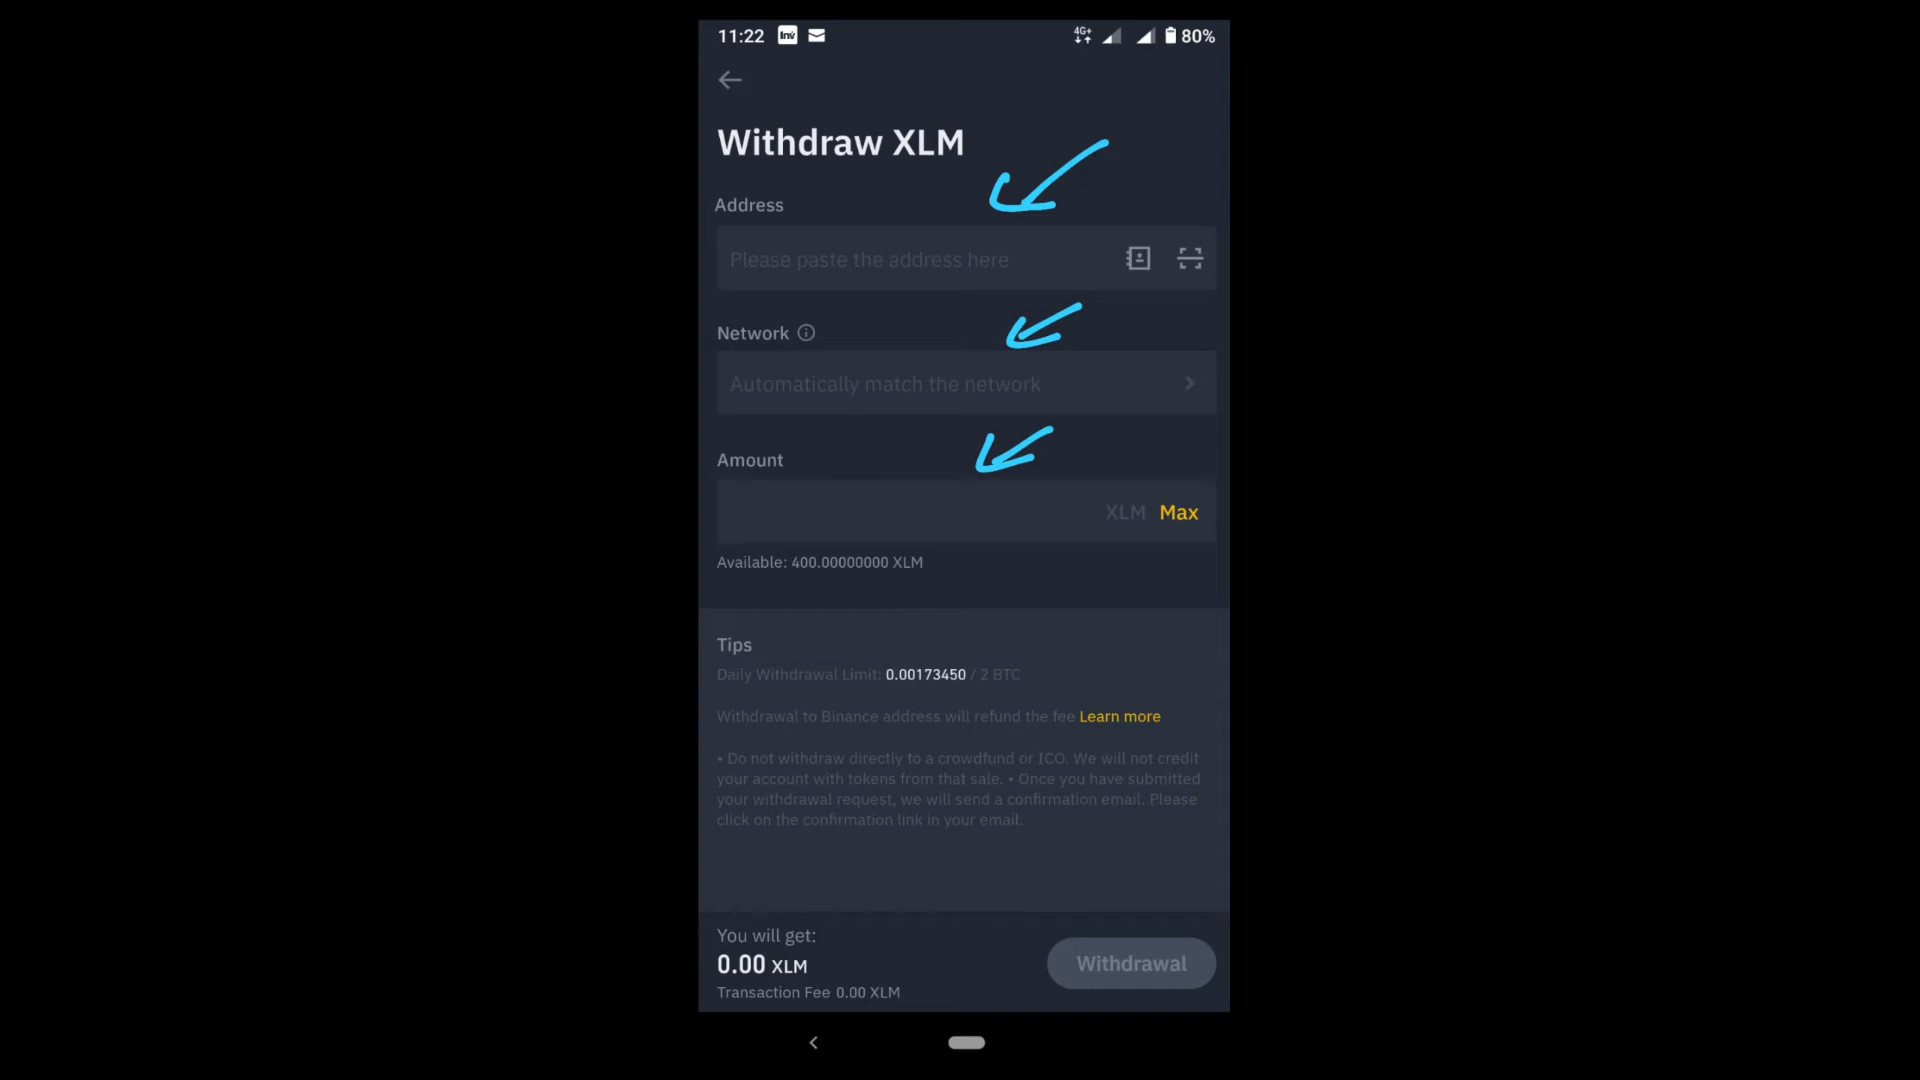 11:22 Inv 4G+ 80%
Withdraw XLM
Address
Please paste the address here
Network
Automatically match the network
Amount
XLM Max
Available: 400.00000000 XLM
Tips
Daily Withdrawal Limit: 0.00173450 / 2 BTC
Withdrawal to Binance address will refund the fee Learn more
• Do not withdraw directly to a crowdfund or ICO. We will not credit
your account with tokens from that sale. • Once you have submitted
your withdrawal request, we will send a confirmation email. Please
click on the confirmation link in your email.
You will get:
0.00 XLM
Transaction Fee 0.00 XLM
Withdrawal